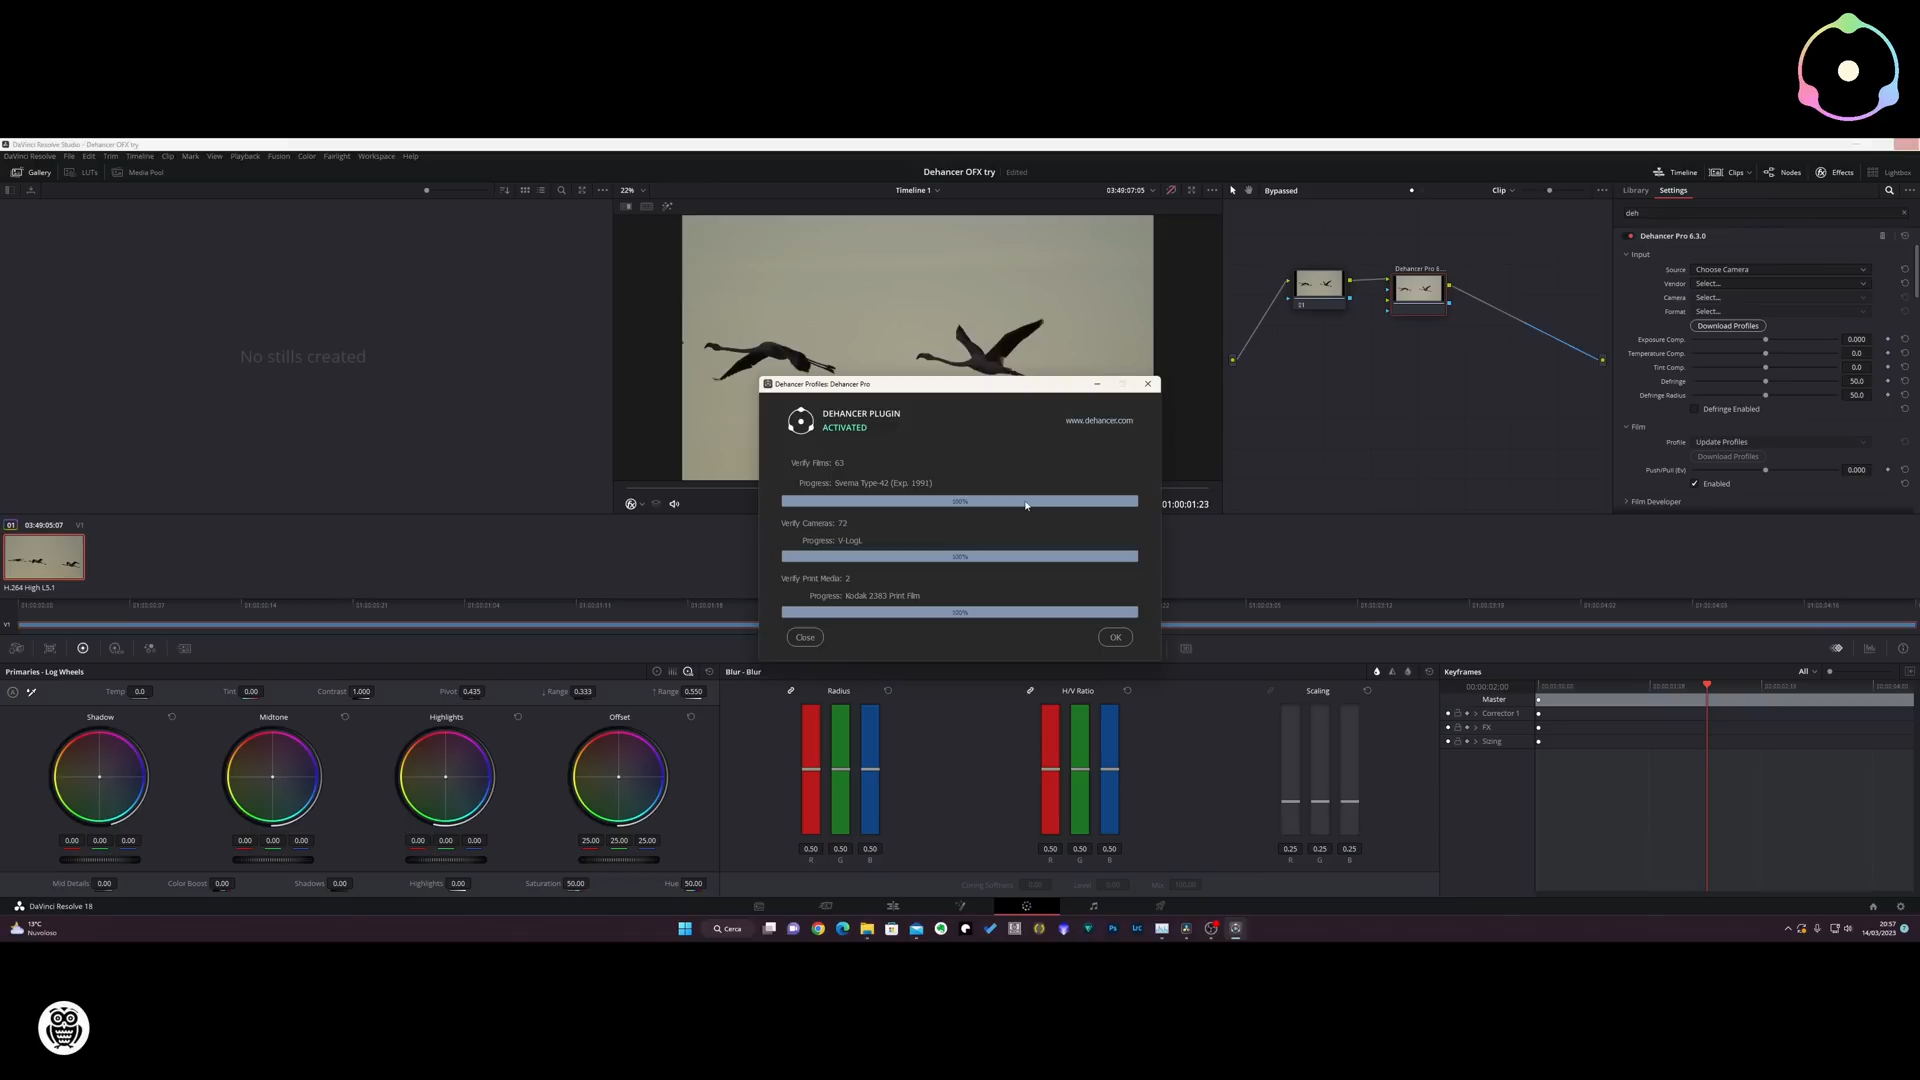 DaVinci Resolve Studio - Dehancer OFX try
DaVinci Resolve File Edit Trim Timeline Clip Mark View Playback Fusion Color Fairlight Workspace Help
Gallery LUTs Media Pool
Dehancer OFX try Edited
Timeline Clips Nodes Effects Lightbox
22% Timeline 1 03:49:07:05
Bypassed Clip
Library Settings
deh
No stills created
Dehancer Pro 6...
01
Dehancer Pro 6.3.0
Input
Source Choose Camera
Vendor Select...
Camera Select...
Format Select...
Download Profiles
Exposure Comp. 0.000
Temperature Comp. 0.0
Tint Comp. 0.0
Defringe 50.0
Defringe Radius 50.0
Defringe Enabled
Film
Profile Update Profiles
Download Profiles
Push/Pull (Ev) 0.000
Enabled
Film Developer
Dehancer Profiles: Dehancer Pro
DEHANCER PLUGIN
ACTIVATED
www.dehancer.com
Verify Films: 63
Progress: Svema Type-42 (Exp. 1991)
100%
Verify Cameras: 72
Progress: V-LogL
100%
Verify Print Media: 2
Progress: Kodak 2383 Print Film
100%
Close OK
01:00:01:23
01 03:49:05:07 V1
H.264 High L5.1
V1
Primaries - Log Wheels
Temp 0.0 Tint 0.00 Contrast 1.000 Pivot 0.435 Range 0.333 Range 0.550
Shadow Midtone Highlights Offset
0.00 0.00 0.00 0.00 0.00 0.00 0.00 0.00 0.00 25.00 25.00 25.00
Mid Details 0.00 Color Boost 0.00 Shadows 0.00 Highlights 0.00 Saturation 50.00 Hue 50.00
Blur - Blur
Radius H/V Ratio Scaling
0.50 0.50 0.50 0.50 0.50 0.50 0.25 0.25 0.25
R G B R G B R G B
Coring Softness 0.00 Level 0.00 Mix 100.00
Keyframes All
00:00:02;00
Master
Corrector 1
FX
Sizing
DaVinci Resolve 18
13°C
Nuvoloso
Cerca
Ps
LrC
20:57
14/03/2023